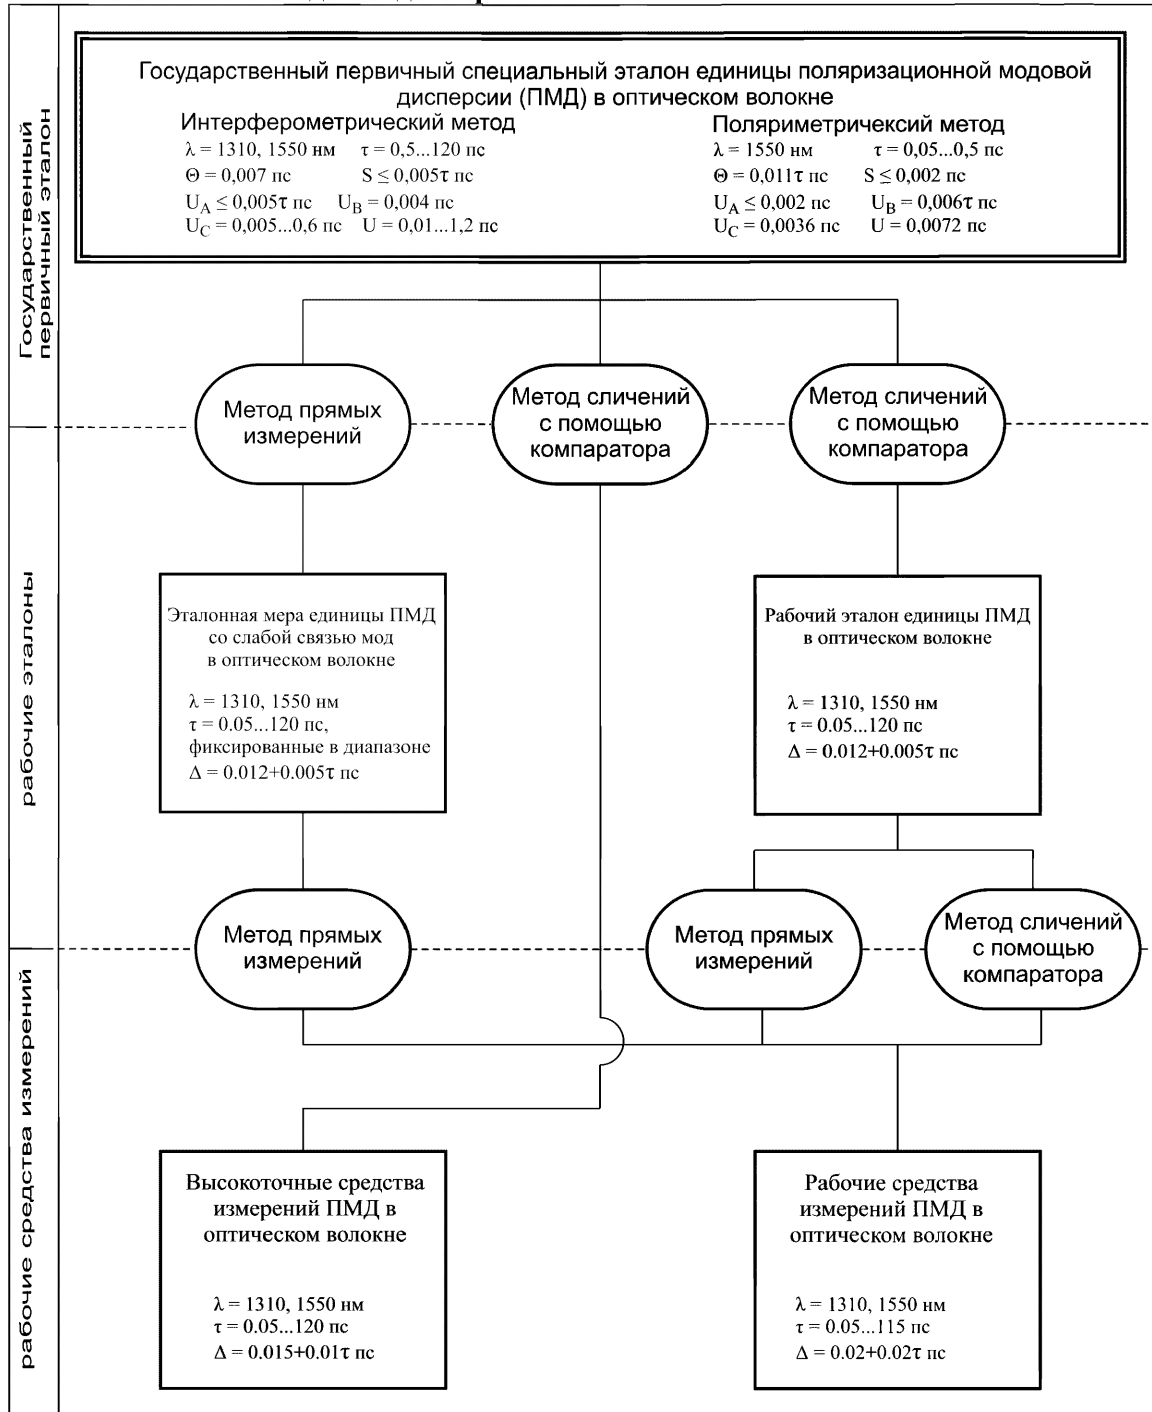 Государственный первичный специальный эталон единицы поляризационной модовой
дисперсии (ПМД) в оптическом волокне
Интерферометрический метод
λ = 1310, 1550 нм τ = 0,5...120 пс
Θ = 0,007 пс S ≤ 0,005τ пс
U_A ≤ 0,005τ пс U_B = 0,004 пс
U_C = 0,005...0,6 пс U = 0,01...1,2 пс
Поляриметричексий метод
λ = 1550 нм τ = 0,05...0,5 пс
Θ = 0,011τ пс S ≤ 0,002 пс
U_A ≤ 0,002 пс U_B = 0,006τ пс
U_C = 0,0036 пс U = 0,0072 пс
Государственный
первичный эталон
Метод прямых
измерений
Метод сличений
с помощью
компаратора
Метод сличений
с помощью
компаратора
рабочие эталоны
Эталонная мера единицы ПМД
со слабой связью мод
в оптическом волокне
λ = 1310, 1550 нм
τ = 0.05...120 пс,
фиксированные в диапазоне
Δ = 0.012+0.005τ пс
Рабочий эталон единицы ПМД
в оптическом волокне
λ = 1310, 1550 нм
τ = 0.05...120 пс
Δ = 0.012+0.005τ пс
Метод прямых
измерений
Метод прямых
измерений
Метод сличений
с помощью
компаратора
рабочие средства измерений
Высокоточные средства
измерений ПМД в
оптическом волокне
λ = 1310, 1550 нм
τ = 0.05...120 пс
Δ = 0.015+0.01τ пс
Рабочие средства
измерений ПМД в
оптическом волокне
λ = 1310, 1550 нм
τ = 0.05...115 пс
Δ = 0.02+0.02τ пс